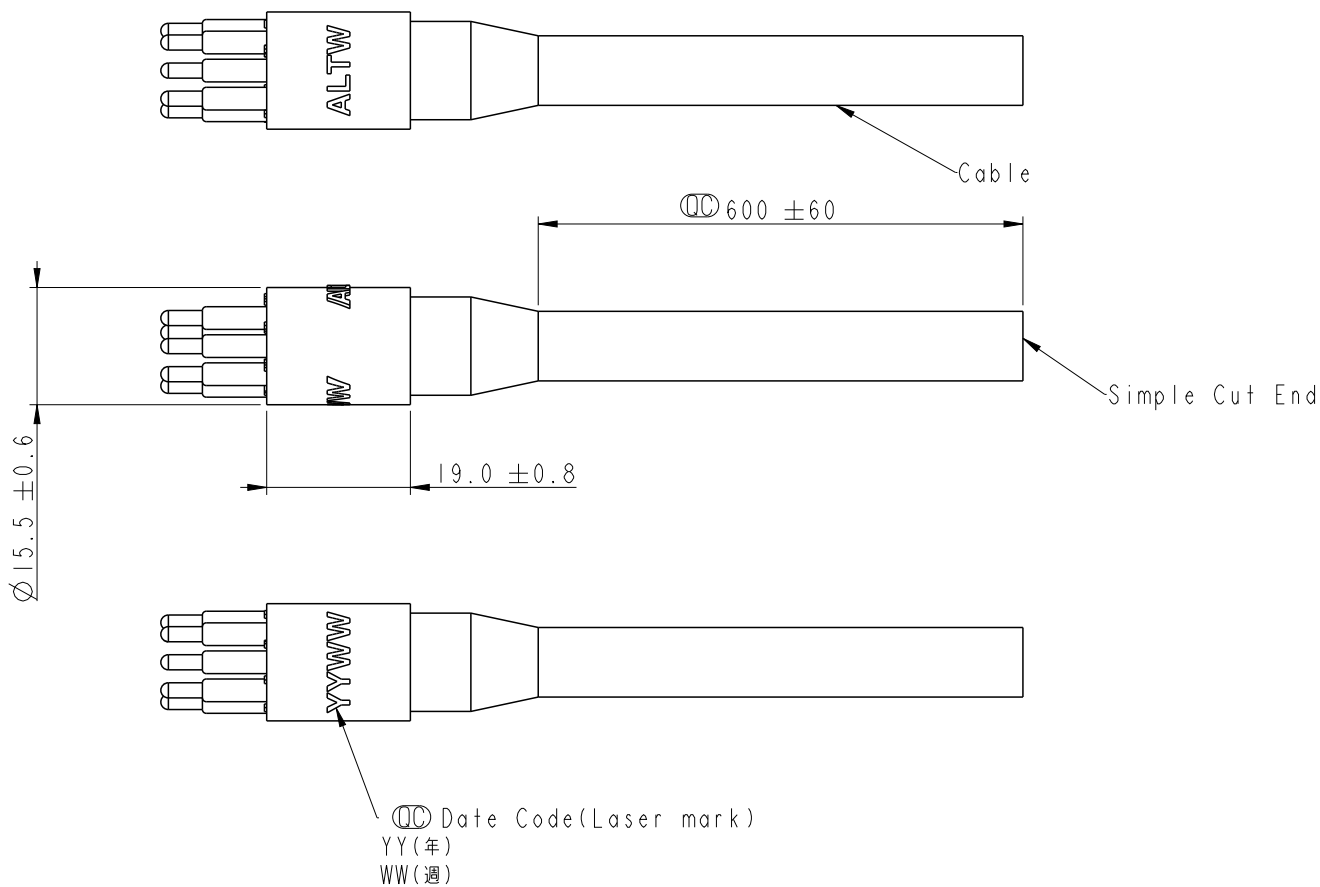 ALTW
Cable
QC 600 ±60
Simple Cut End
Ø15.5 ±0.6
19.0 ±0.8
YYWW
QC Date Code(Laser mark)
YY(年)
WW(週)